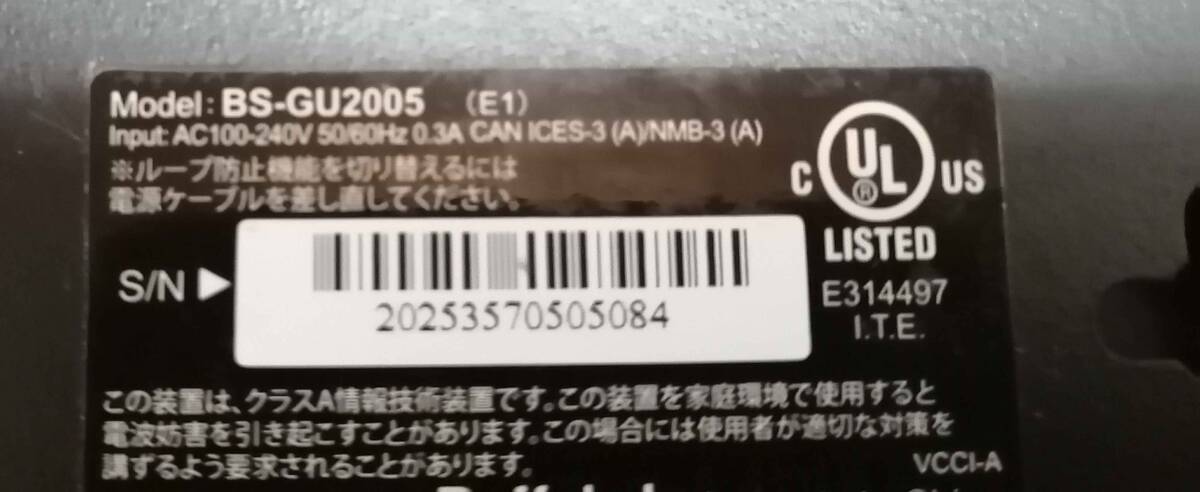 Model: BS-GU2005 (E1)
Input: AC100-240V 50/60Hz 0.3A CAN ICES-3 (A)/NMB-3 (A)
※ループ防止機能を切り替えるには
電源ケーブルを差し直してください。
C UL® US
LISTED
E314497
I.T.E.
S/N ▶
20253570505084
この装置は、クラスA情報技術装置です。この装置を家庭環境で使用すると
電波妨害を引き起こすことがあります。この場合には使用者が適切な対策を
講ずるよう要求されることがあります。
VCCI-A